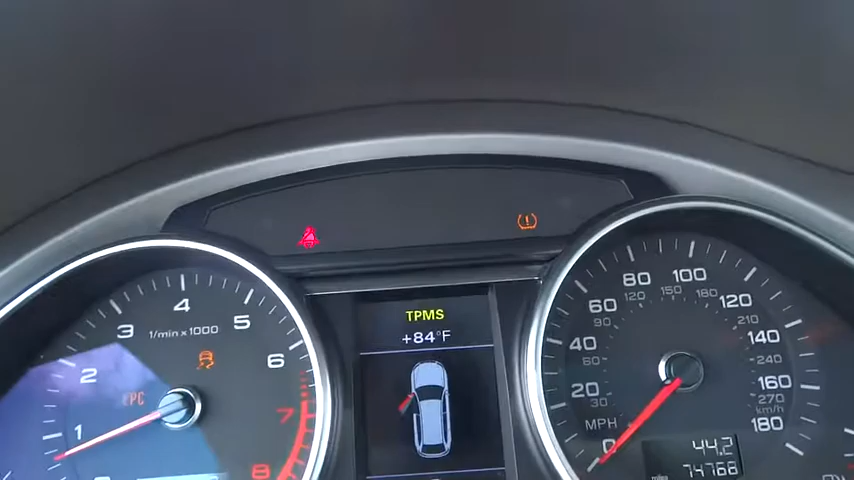 TPMS
+84°F
1 2 3 4 5 6 7 8
1/min x 1000
EPC
0 20 40 60 80 100 120 140 160 180
30 60 90 120 150 180 210 240 270
MPH
km/h
44.2
74768
miles